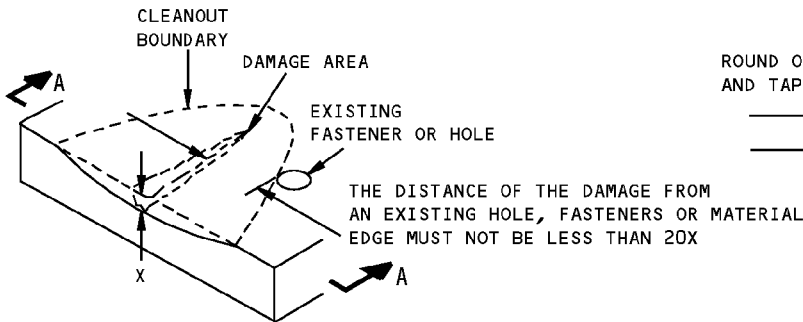 CLEANOUT
BOUNDARY
DAMAGE AREA
A
EXISTING
FASTENER OR HOLE
THE DISTANCE OF THE DAMAGE FROM
AN EXISTING HOLE, FASTENERS OR MATERIAL
EDGE MUST NOT BE LESS THAN 20X
X
A
ROUND O
AND TAP